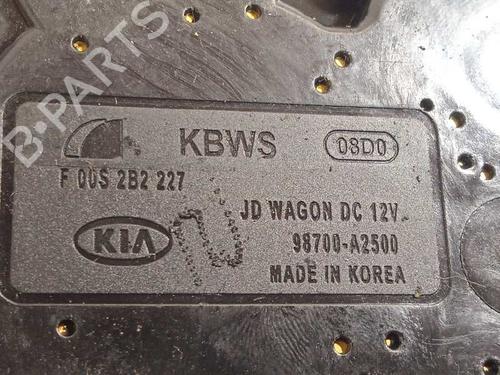 B-PARTS
KBWS 08D0
F 00S 2B2 227
JD WAGON DC 12V
KIA 98700-A2500
MADE IN KOREA